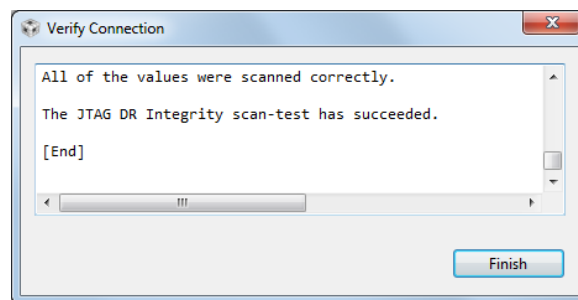 Verify Connection
All of the values were scanned correctly.
The JTAG DR Integrity scan-test has succeeded.
[End]
Finish